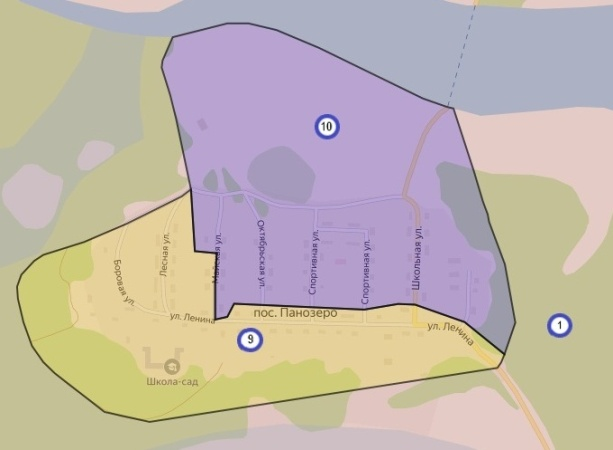 10
Октябрьская ул.
Майская ул.
Лесная ул.
Спортивная ул.
Спортивная ул.
Школьная ул.
Боровая ул.
ул. Ленина
пос. Панозеро
ул. Ленина
1
9
Школа-сад